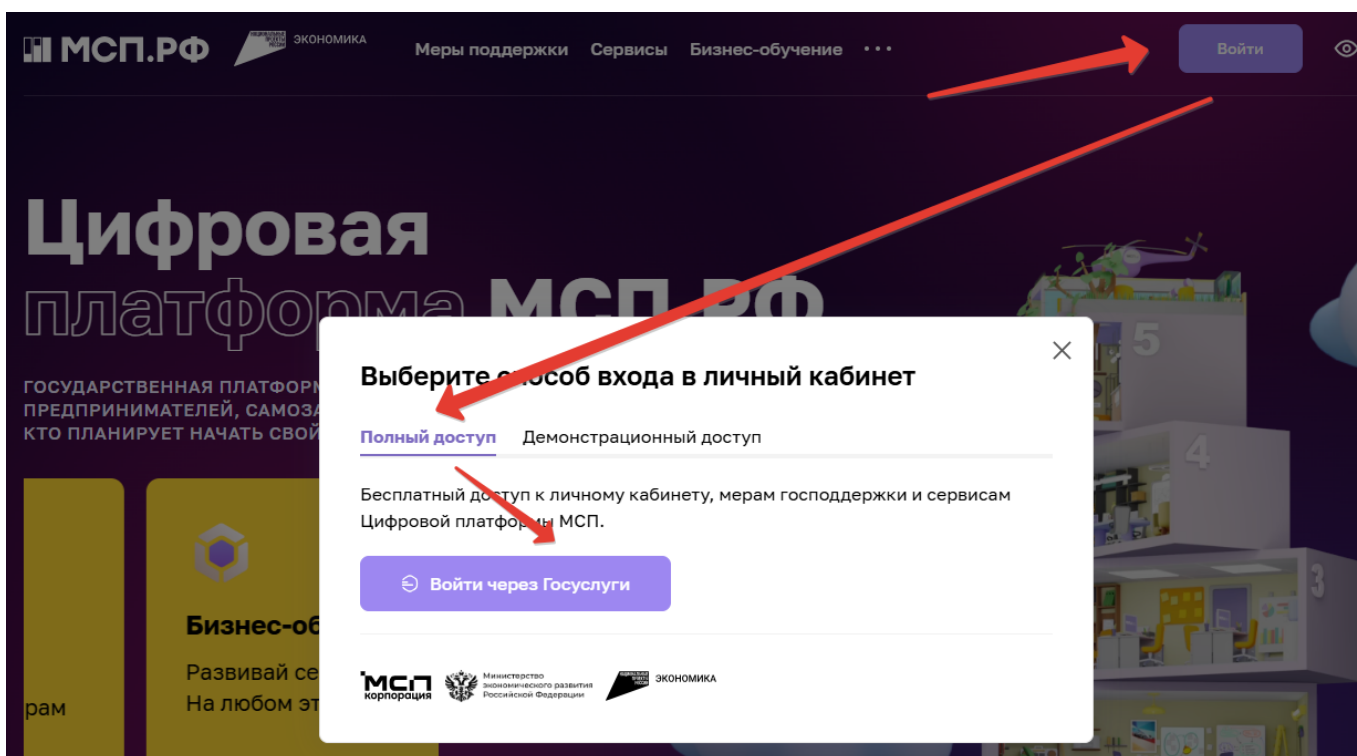 МСП.РФ
НАЦИОНАЛЬНЫЕ ПРОЕКТЫ РОССИИ
ЭКОНОМИКА
Меры поддержки Сервисы Бизнес-обучение ···
Войти
Цифровая
платформа МСП.РФ
ГОСУДАРСТВЕННАЯ ПЛАТФОРМ
ПРЕДПРИНИМАТЕЛЕЙ, САМОЗА
КТО ПЛАНИРУЕТ НАЧАТЬ СВОЙ
Выберите способ входа в личный кабинет
Полный доступ Демонстрационный доступ
Бесплатный доступ к личному кабинету, мерам господдержки и сервисам
Цифровой платформы МСП.
Войти через Госуслуги
МСП
корпорация
Министерство
экономического развития
Российской Федерации
ЭКОНОМИКА
Бизнес-об
Развивай се
На любом эт
рам
5
4
3